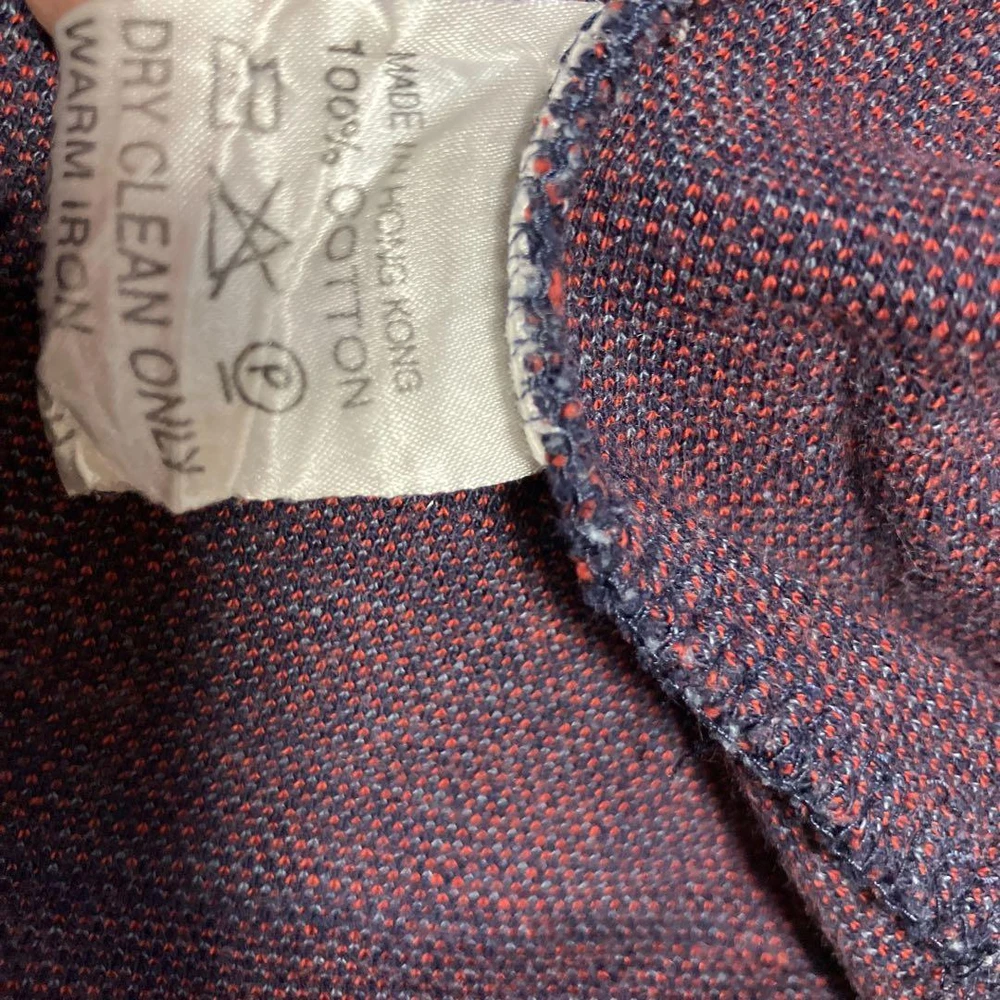 MADE IN HONG KONG
100% COTTON
P
DRY CLEAN ONLY
WARM IRON